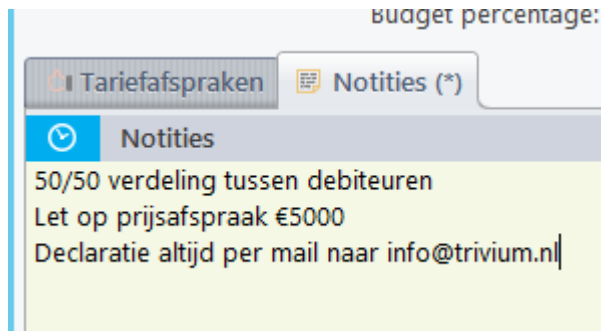 Budget percentage:
Tariefafspraken
Notities (*)
Notities
50/50 verdeling tussen debiteuren
Let op prijsafspraak €5000
Declaratie altijd per mail naar info@trivium.nl